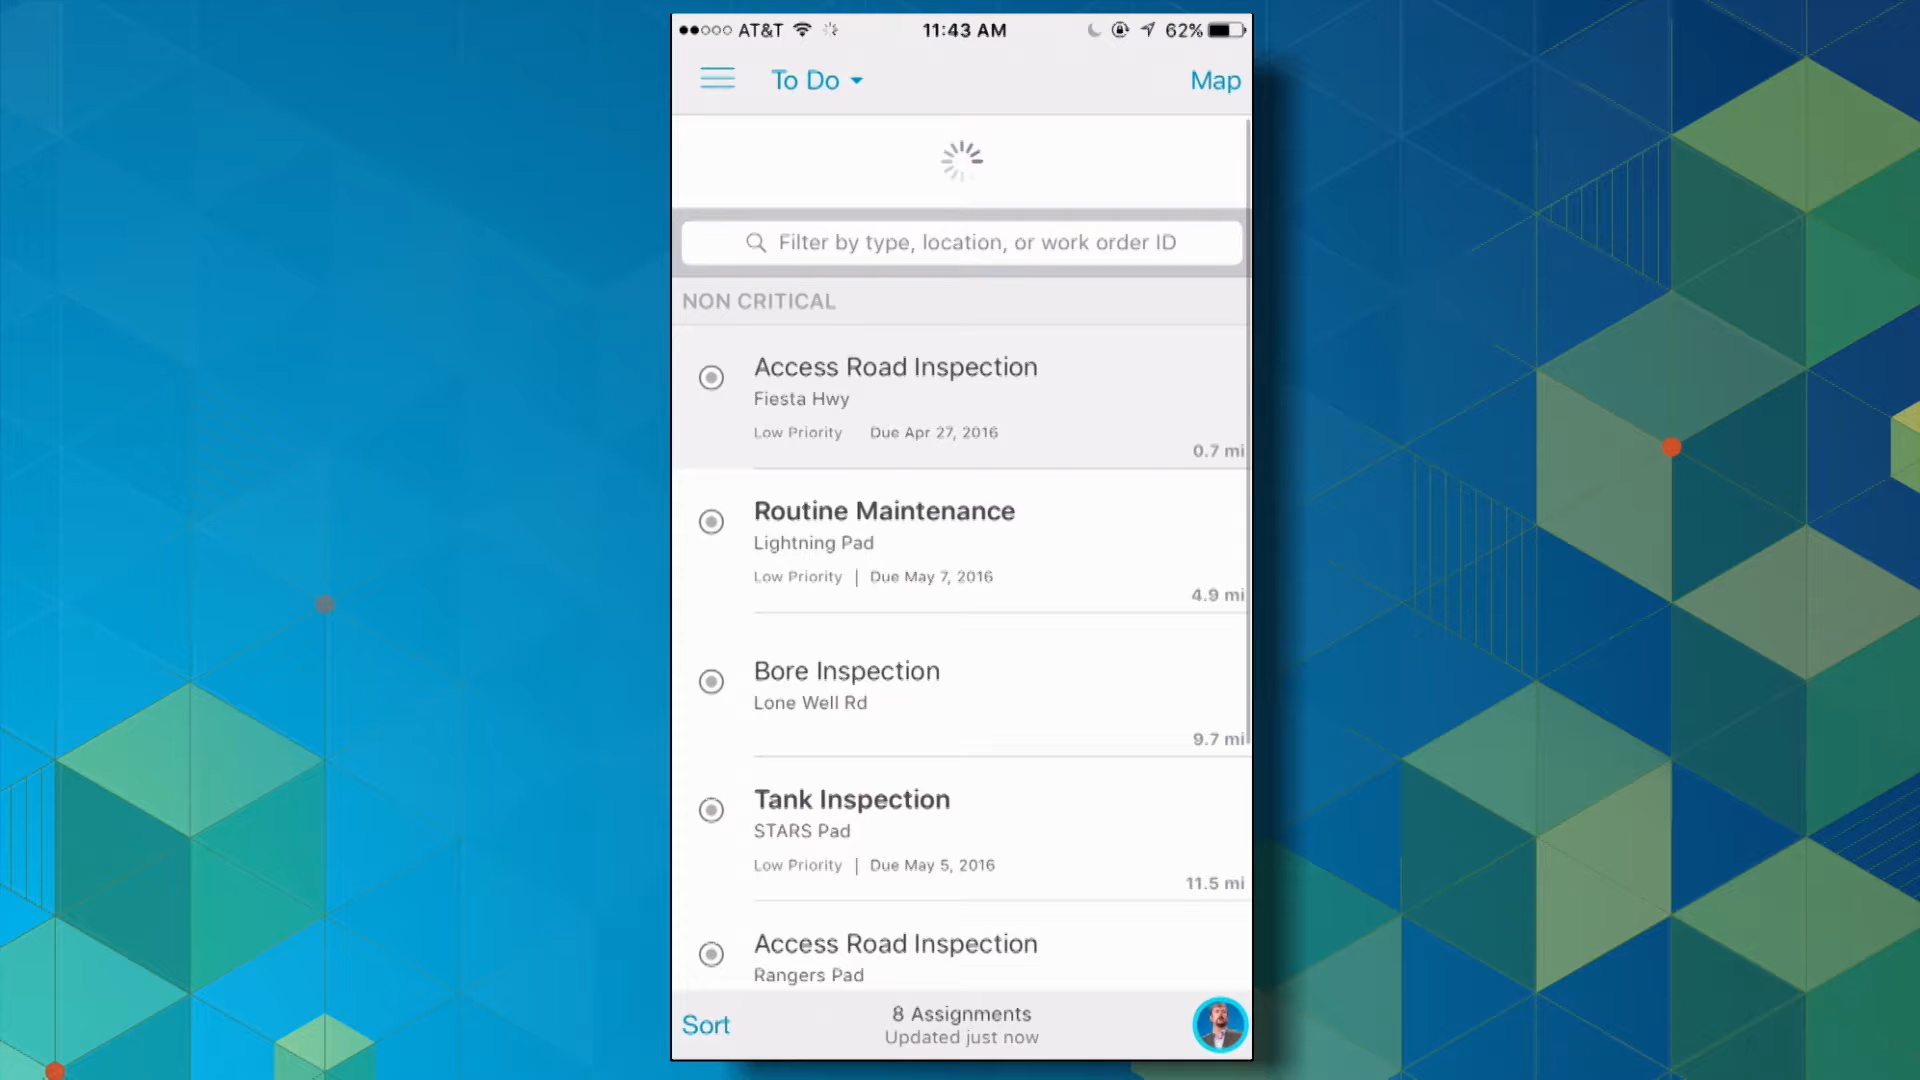 AT&T 11:43 AM 62%
To Do Map
Filter by type, location, or work order ID
NON CRITICAL
Access Road Inspection
Fiesta Hwy
Low Priority Due Apr 27, 2016
0.7 mi
Routine Maintenance
Lightning Pad
Low Priority | Due May 7, 2016
4.9 mi
Bore Inspection
Lone Well Rd
9.7 mi
Tank Inspection
STARS Pad
Low Priority | Due May 5, 2016
11.5 mi
Access Road Inspection
Rangers Pad
Sort 8 Assignments
Updated just now